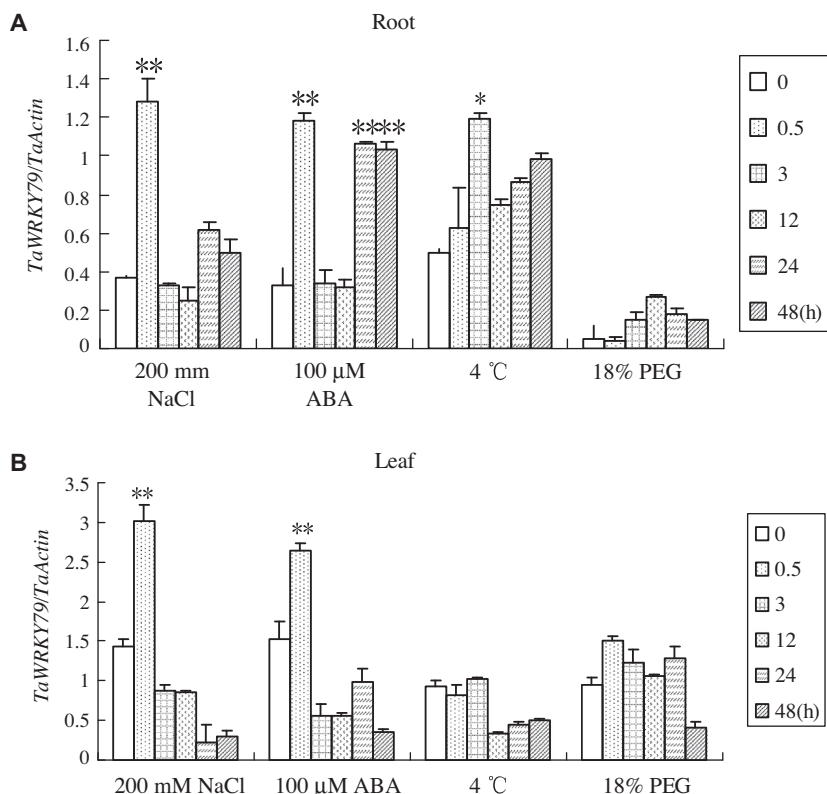 A
Root
TaWRKY79/TaActin
1.6
1.4
1.2
1
0.8
0.6
0.4
0.2
0
**
**
****
*
200 mm
NaCl
100 µM
ABA
4 ℃
18% PEG
0
0.5
3
12
24
48(h)
B
Leaf
TaWRKY79/TaActin
3.5
3
2.5
2
1.5
1
0.5
0
**
**
200 mM NaCl
100 µM ABA
4 ℃
18% PEG
0
0.5
3
12
24
48(h)